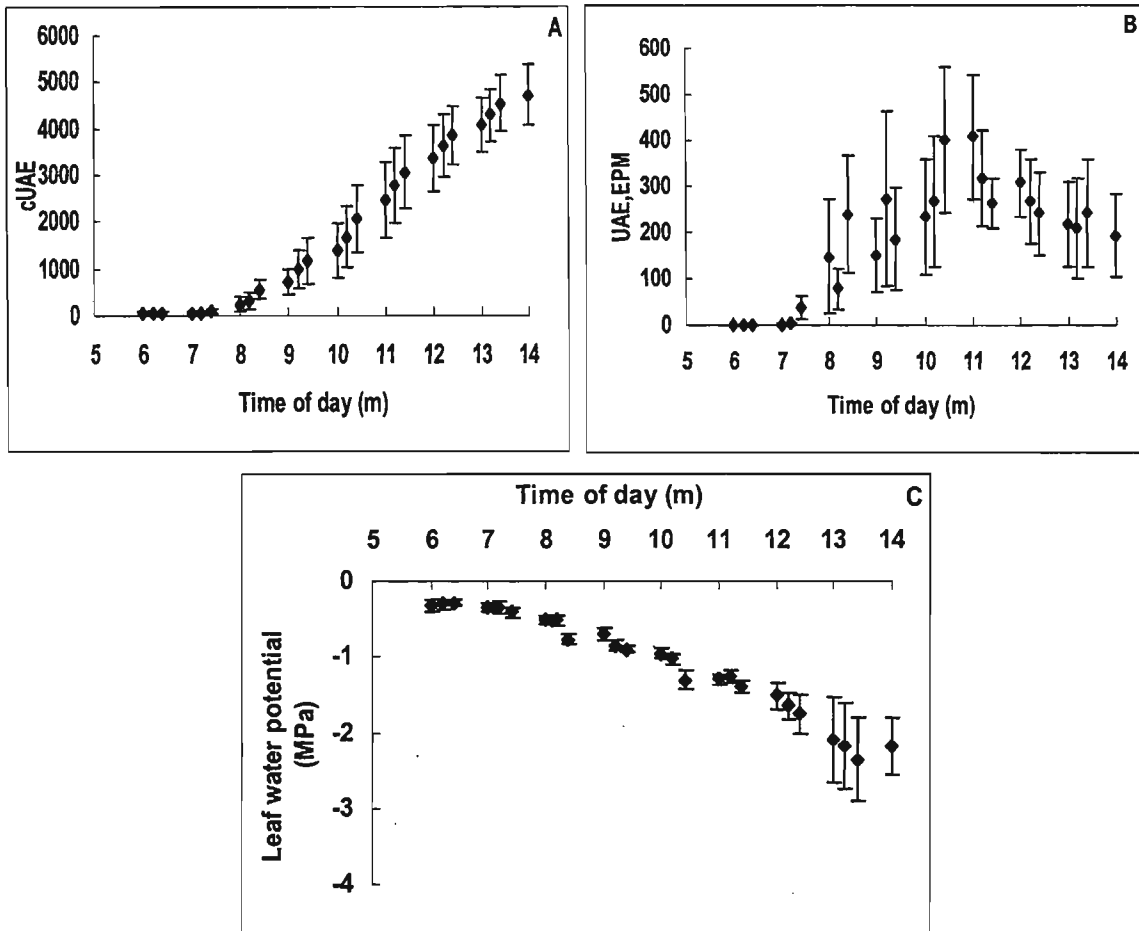 A
6000
5000
4000
3000
2000
1000
0
cUAE
5 6 7 8 9 10 11 12 13 14
Time of day (m)
B
600
500
400
300
200
100
0
UAE,EPM
5 6 7 8 9 10 11 12 13 14
Time of day (m)
Time of day (m)
C
5 6 7 8 9 10 11 12 13 14
0
-1
-2
-3
-4
Leaf water potential
(MPa)